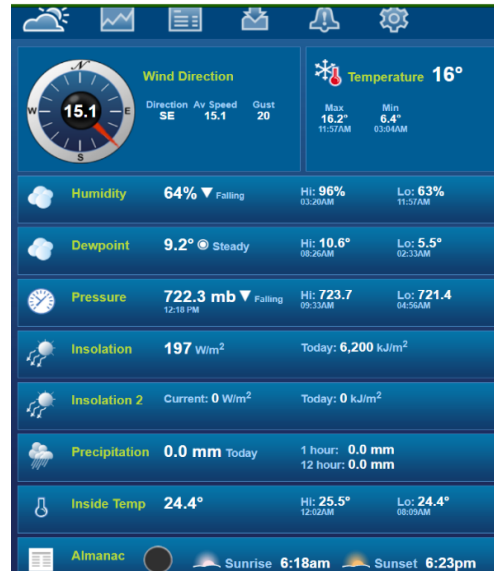 N
W
15.1
E
S
Wind Direction
Direction Av Speed Gust
SE 15.1 20
Temperature 16°
Max Min
16.2° 6.4°
11:57AM 03:04AM
Humidity 64% Falling Hi: 96% Lo: 63%
03:20AM 11:57AM
Dewpoint 9.2° Steady Hi: 10.6° Lo: 5.5°
08:26AM 02:33AM
Pressure 722.3 mb Falling Hi: 723.7 Lo: 721.4
12:18 PM 09:33AM 04:56AM
Insolation 197 W/m² Today: 6,200 kJ/m²
Insolation 2 Current: 0 W/m² Today: 0 kJ/m²
Precipitation 0.0 mm Today 1 hour: 0.0 mm
12 hour: 0.0 mm
Inside Temp 24.4° Hi: 25.5° Lo: 24.4°
12:02AM 08:09AM
Almanac Sunrise 6:18am Sunset 6:23pm